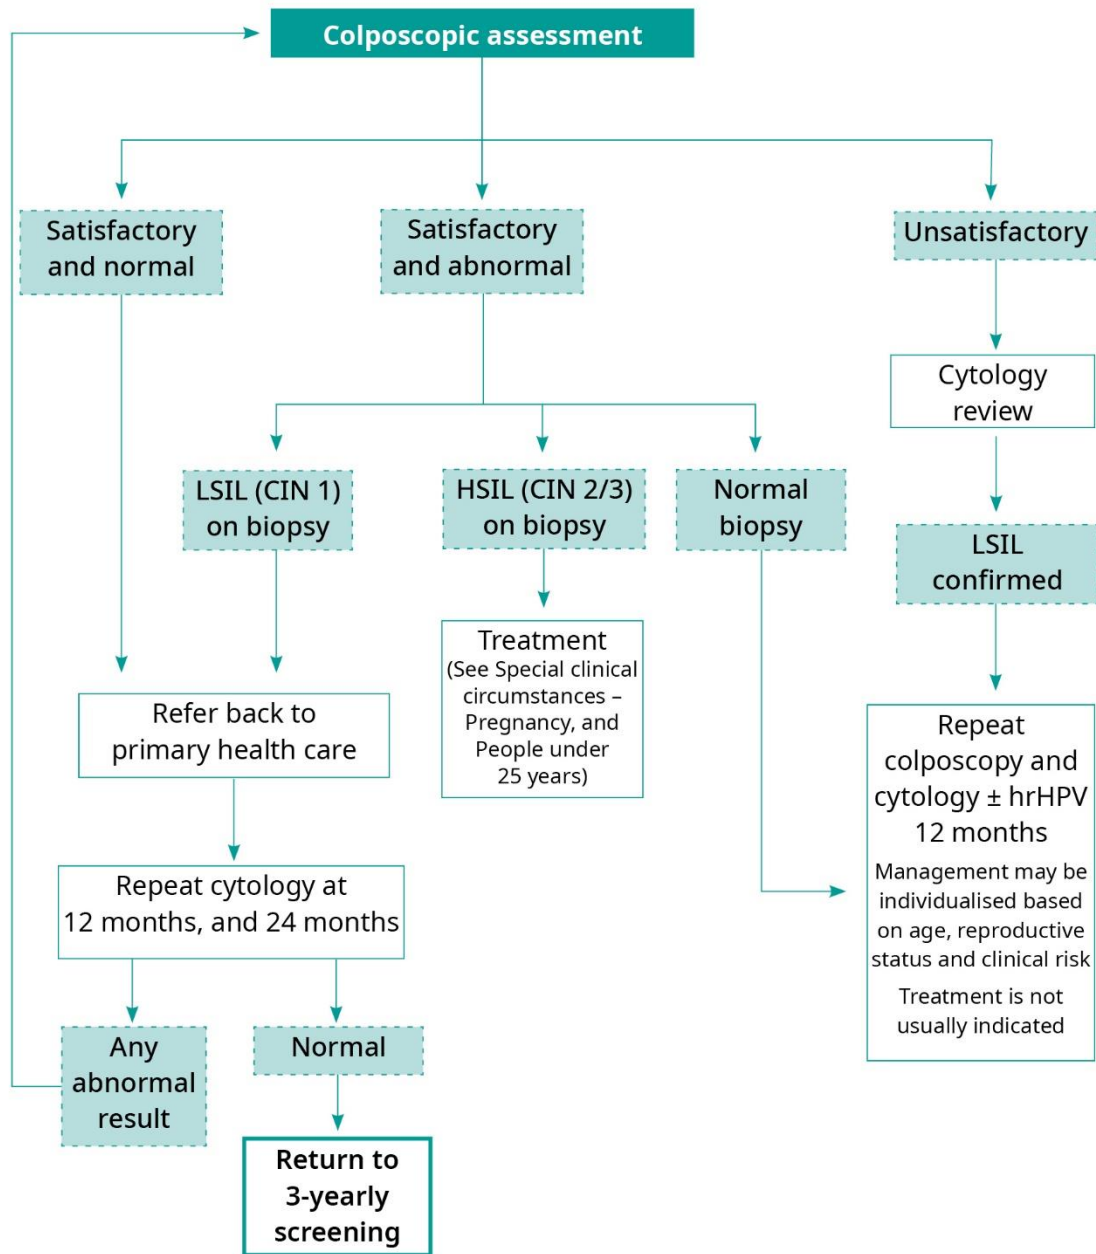 Colposcopic assessment
Satisfactory
and normal
Satisfactory
and abnormal
Unsatisfactory
Cytology
review
LSIL (CIN 1)
on biopsy
HSIL (CIN 2/3)
on biopsy
Normal
biopsy
LSIL
confirmed
Treatment
(See Special clinical
circumstances –
Pregnancy, and
People under
25 years)
Refer back to
primary health care
Repeat
colposcopy and
cytology ± hrHPV
12 months
Management may be
individualised based
on age, reproductive
status and clinical risk
Treatment is not
usually indicated
Repeat cytology at
12 months, and 24 months
Any
abnormal
result
Normal
Return to
3-yearly
screening